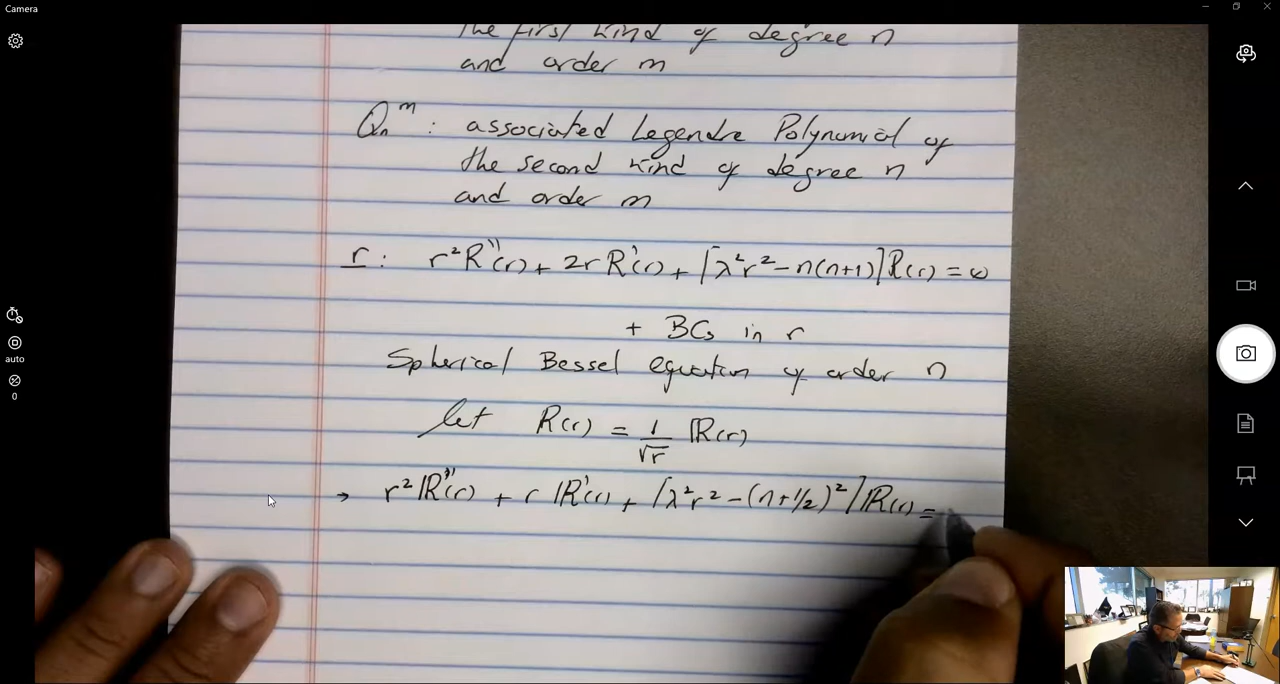 Camera
the first kind of degree n
and order m
Qₙᵐ : associated Legendre Polynomial of
the second kind of degree n
and order m
r : r²R''(r) + 2rR'(r) + [λ²r² - n(n+1)]R(r) = 0
+ BCs in r
Spherical Bessel equation of order n
let R(r) = 1/√r ℝ(r)
→ r²ℝ''(r) + rℝ'(r) + [λ²r² - (n+1/2)²]ℝ(r) =
auto
0